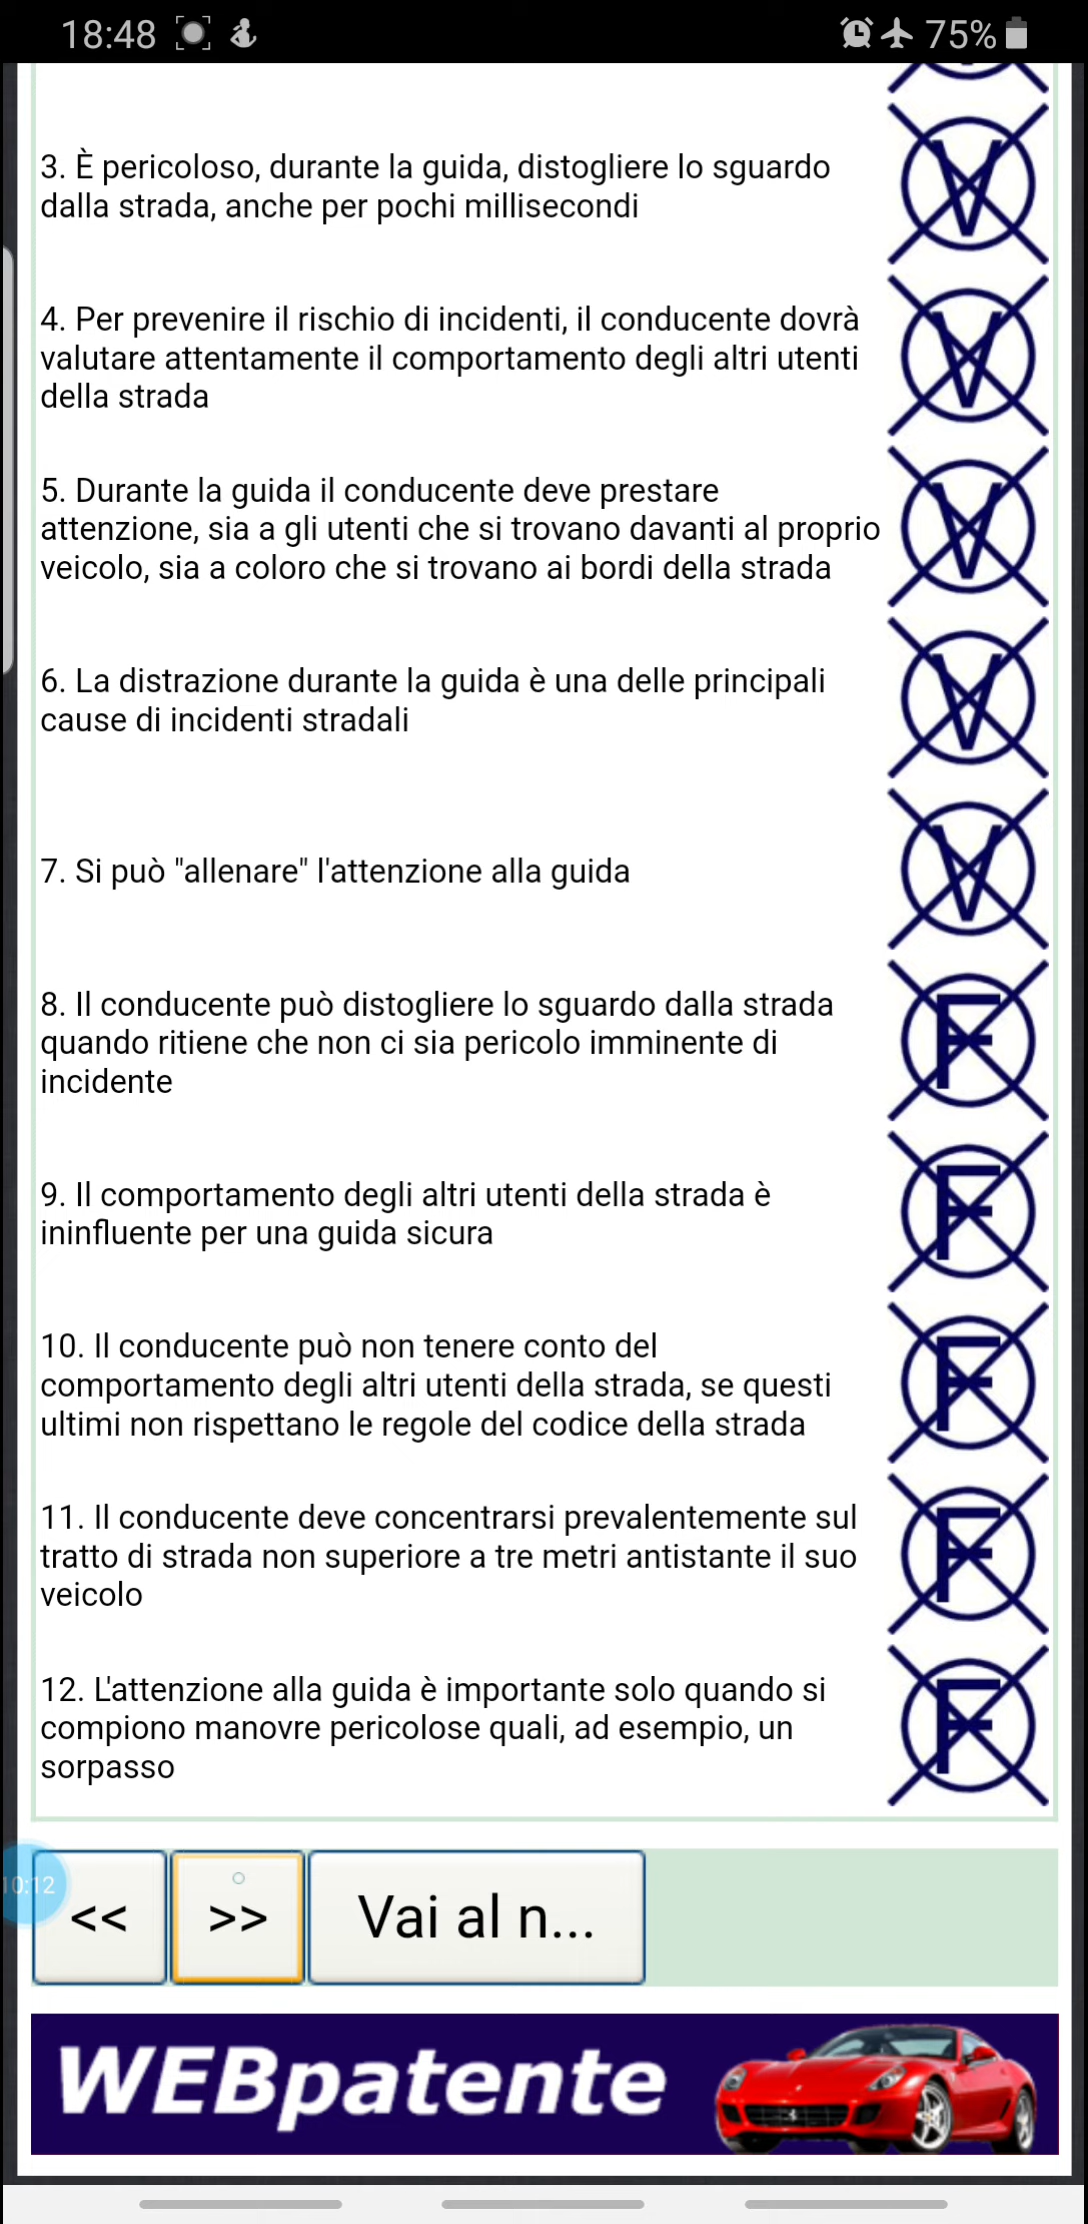 18:48
75%
3. È pericoloso, durante la guida, distogliere lo sguardo
dalla strada, anche per pochi millisecondi
V
4. Per prevenire il rischio di incidenti, il conducente dovrà
valutare attentamente il comportamento degli altri utenti
della strada
V
5. Durante la guida il conducente deve prestare
attenzione, sia a gli utenti che si trovano davanti al proprio
veicolo, sia a coloro che si trovano ai bordi della strada
V
6. La distrazione durante la guida è una delle principali
cause di incidenti stradali
V
7. Si può "allenare" l'attenzione alla guida
V
8. Il conducente può distogliere lo sguardo dalla strada
quando ritiene che non ci sia pericolo imminente di
incidente
F
9. Il comportamento degli altri utenti della strada è
ininfluente per una guida sicura
F
10. Il conducente può non tenere conto del
comportamento degli altri utenti della strada, se questi
ultimi non rispettano le regole del codice della strada
F
11. Il conducente deve concentrarsi prevalentemente sul
tratto di strada non superiore a tre metri antistante il suo
veicolo
F
12. L'attenzione alla guida è importante solo quando si
compiono manovre pericolose quali, ad esempio, un
sorpasso
F
10:12
<< >> Vai al n...
WEBpatente